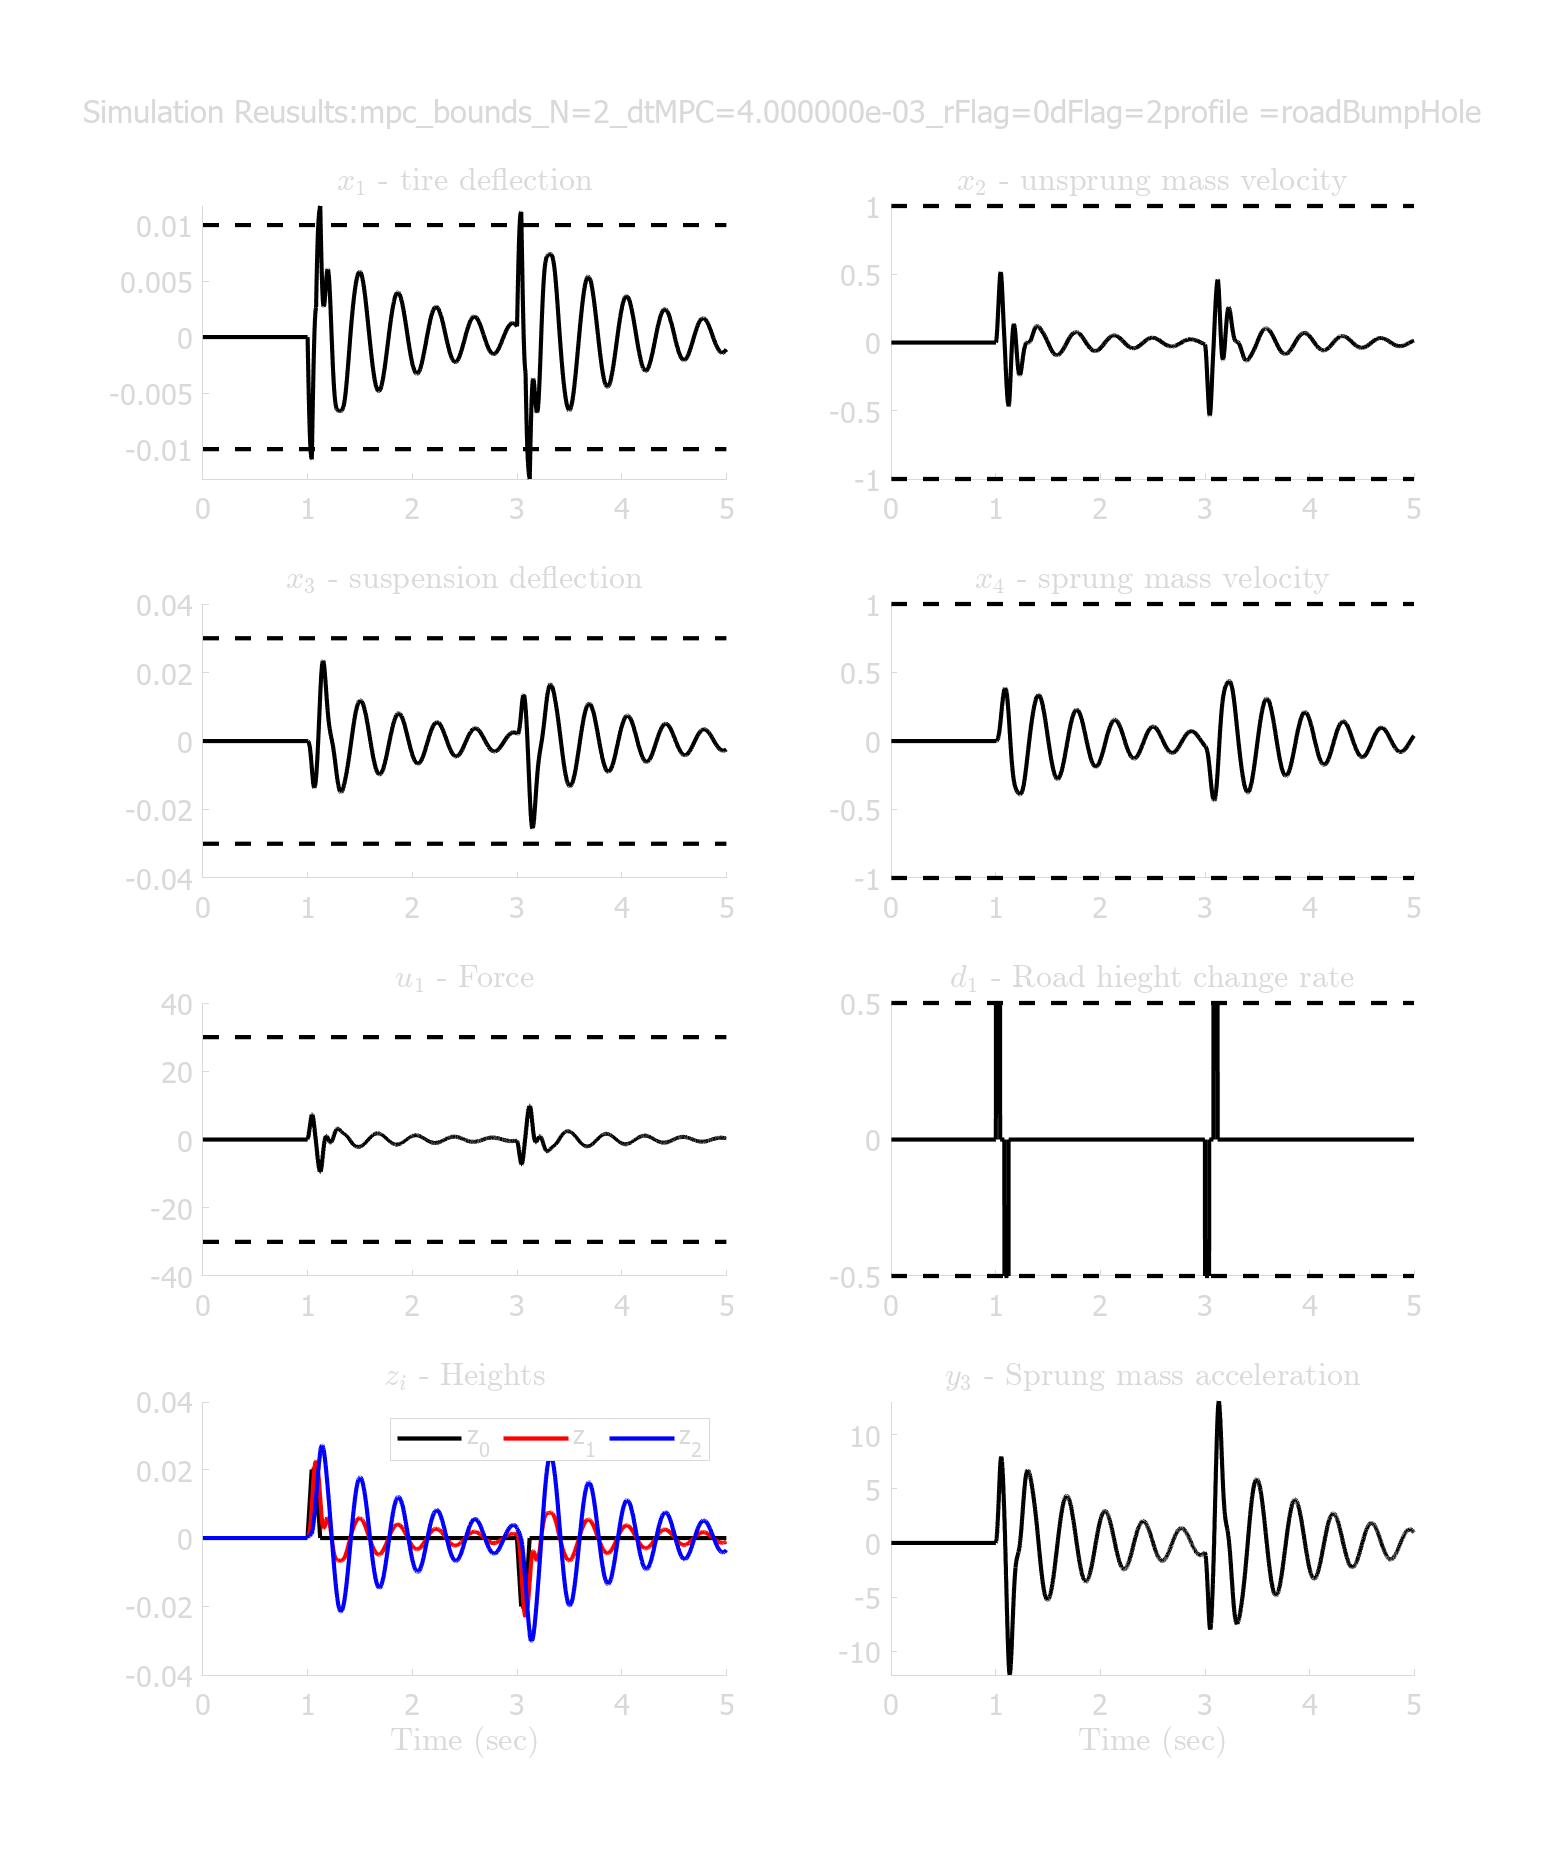 Simulation Reusults:mpc_bounds_N=2_dtMPC=4.000000e-03_rFlag=0dFlag=2profile =roadBumpHole
x₁ - tire deflection
0.01
0.005
0
-0.005
-0.01
0 1 2 3 4 5
x₂ - unsprung mass velocity
1
0.5
0
-0.5
-1
0 1 2 3 4 5
x₃ - suspension deflection
0.04
0.02
0
-0.02
-0.04
0 1 2 3 4 5
x₄ - sprung mass velocity
1
0.5
0
-0.5
-1
0 1 2 3 4 5
u₁ - Force
40
20
0
-20
-40
0 1 2 3 4 5
d₁ - Road hieght change rate
0.5
0
-0.5
0 1 2 3 4 5
zᵢ - Heights
0.04
0.02
0
-0.02
-0.04
z₀ z₁ z₂
0 1 2 3 4 5
Time (sec)
y₃ - Sprung mass acceleration
10
5
0
-5
-10
0 1 2 3 4 5
Time (sec)